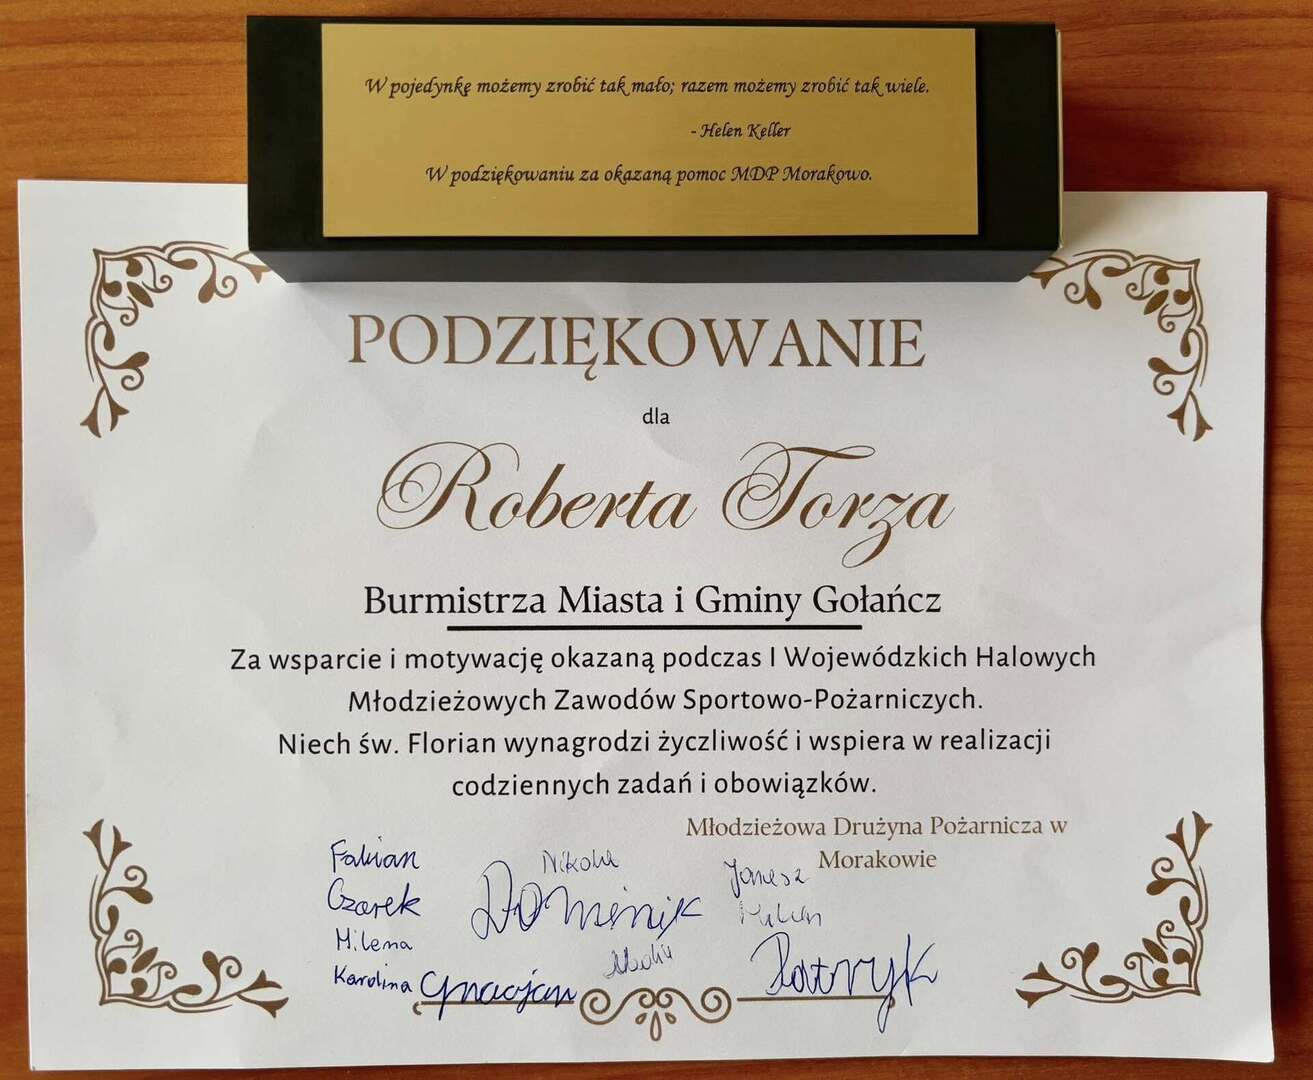 W pojedynkę możemy zrobić tak mało; razem możemy zrobić tak wiele.
- Helen Keller
W podziękowaniu za okazaną pomoc MDP Morakowo.
PODZIĘKOWANIE
dla
Roberta Torza
Burmistrza Miasta i Gminy Gołańcz
Za wsparcie i motywację okazaną podczas I Wojewódzkich Halowych
Młodzieżowych Zawodów Sportowo-Pożarniczych.
Niech św. Florian wynagrodzi życzliwość i wspiera w realizacji
codziennych zadań i obowiązków.
Młodzieżowa Drużyna Pożarnicza w
Morakowie
Fabian
Czarek
Milena
Karolina
Nikola
Dominik
Janusz
Patryk